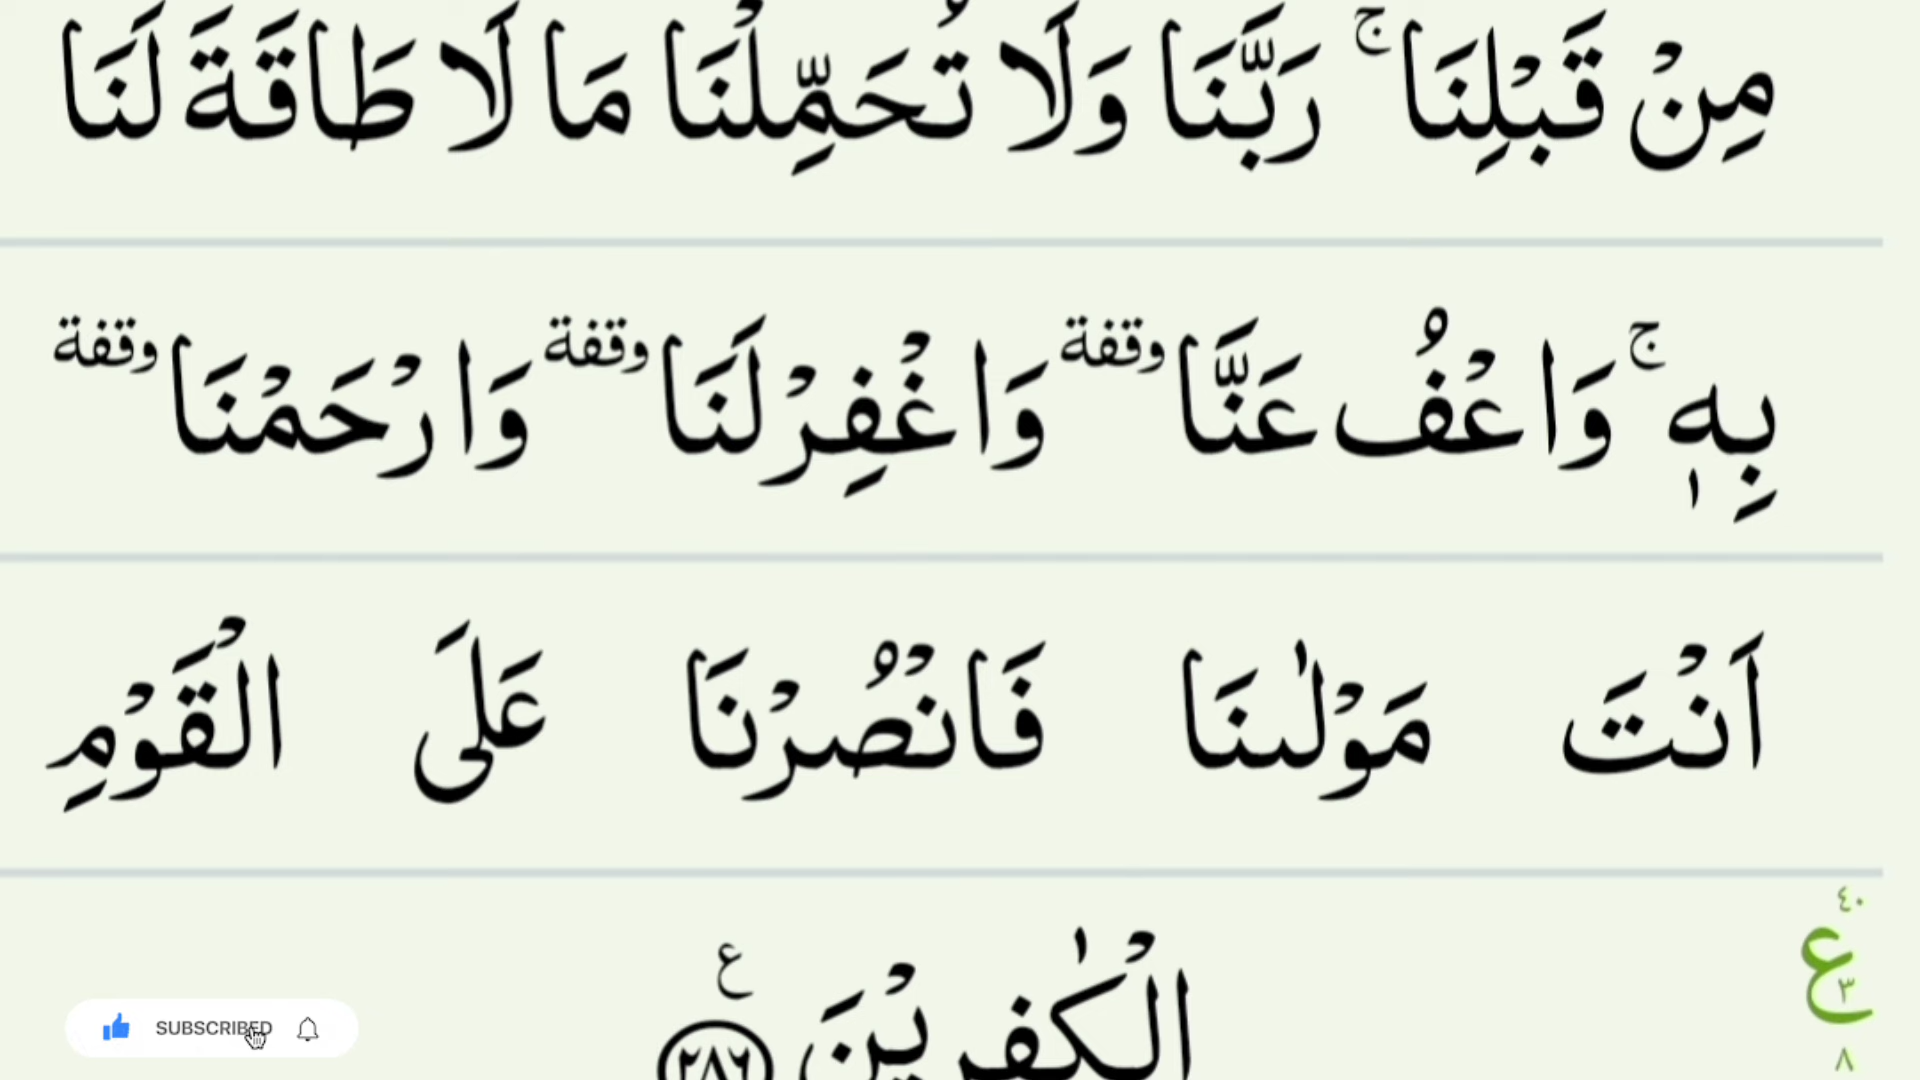 مِنْ قَبْلِنَا ۚ رَبَّنَا وَلَا تُحَمِّلْنَا مَا لَا طَاقَةَ لَنَا
بِهٖ ۚ وَاعْفُ عَنَّا وقفة وَاغْفِرْ لَنَا وقفة وَارْحَمْنَا وقفة
اَنْتَ مَوْلٰىنَا فَانْصُرْنَا عَلَى الْقَوْمِ
٤٠
ع
٣
٨
الْكٰفِرِيْنَ ع ٢٨٦
SUBSCRIBED